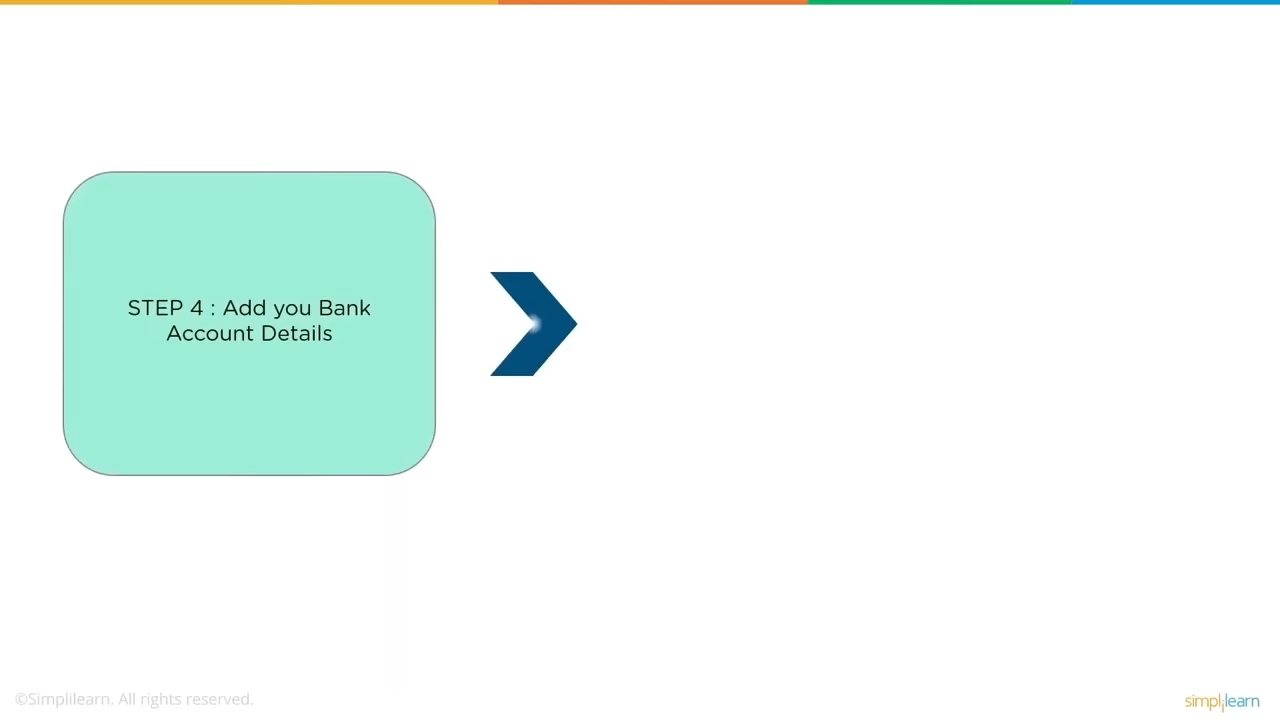 STEP 4 : Add you Bank
Account Details
©Simplilearn. All rights reserved.
simplilearn